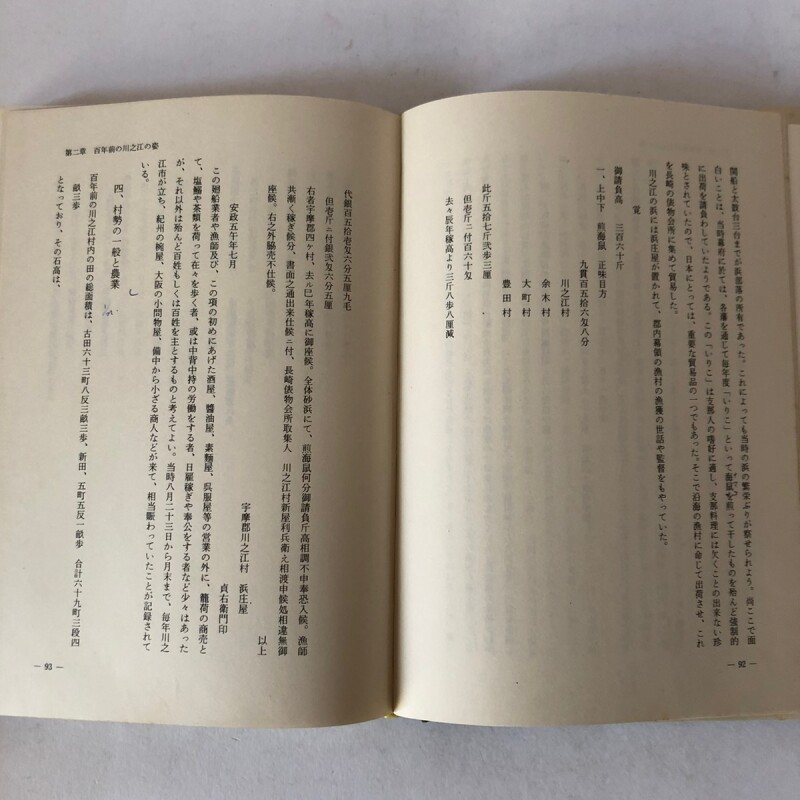 関船と太鼓台三台までが浜部落の所有であった。これによっても当時の浜の繁栄ぶりが察せられよう。尚ここで面
白いことは、当時幕府に於ては、各藩を通じて毎年度「いりこ」といって海鼠を煎って干したものを殆んど強制的
に出荷を請負わしていたようである。この「いりこ」は支那人の嗜好に適し、支那料理には欠くことの出来ない珍
味とされていたので、日本にとっては、重要な貿易品の一つでもあった。そこで沿海の漁村に命じて出荷させ、これ
を長崎の俵物会所に集めて貿易した。
川之江の浜には浜庄屋が置かれて、郡内幕領の漁村の漁獲の世話や監督をもやっていた。
覚
御請負高 三百六十斤
一、上中下 煎海鼠 正味目方
九貫百五拾六匁八分
川之江村
余木村
大町村
豊田村
此斤五拾七斤弐歩三厘
但壱斤ニ付百六十匁
去々辰年稼高より三斤八歩八厘減
― 92 ―
第二章 百年前の川之江の姿
代銀百五拾壱匁六分五厘九毛
但壱斤ニ付銀弐匁六分五厘
右者宇摩郡四ヶ村、去ル巳年稼高に御座候。全体砂浜にて、煎海鼠何分御請負斤高相調不申奉恐入候。漁師
共漸く稼ぎ候分、書面之通出来仕候ニ付、長崎俵物会所取集人 川之江村新屋利兵衛え相渡申候処相違無御
座候。右之外脇売不仕候。
以上
宇摩郡川之江村 浜庄屋
貞右衛門印
安政五午年七月
この廻船業者や漁師及び、この項の初めにあげた酒屋、醤油屋、素麺屋、呉服屋等の営業の外に、籠荷の商売と
て、塩鰯や茶類を荷って在々を歩く者、或は中背中持の労働をする者、日雇稼ぎや奉公をする者など少々はあった
が、それ以外は殆んど百姓もしくは百姓を主とするものと考えてよい。当時八月二十三日から月末まで、毎年川之
江市が立ち、紀州の椀屋、大阪の小間物屋、備中から小ざる商人などが来て、相当賑わっていたことが記録されて
いる。
四、村勢の一般と農業
百年前の川之江村内の田の総面積は、古田六十三町八反三畝三歩、新田、五町五反一畝歩 合計六十九町三段四
畝三歩
となっており、その石高は、
― 93 ―